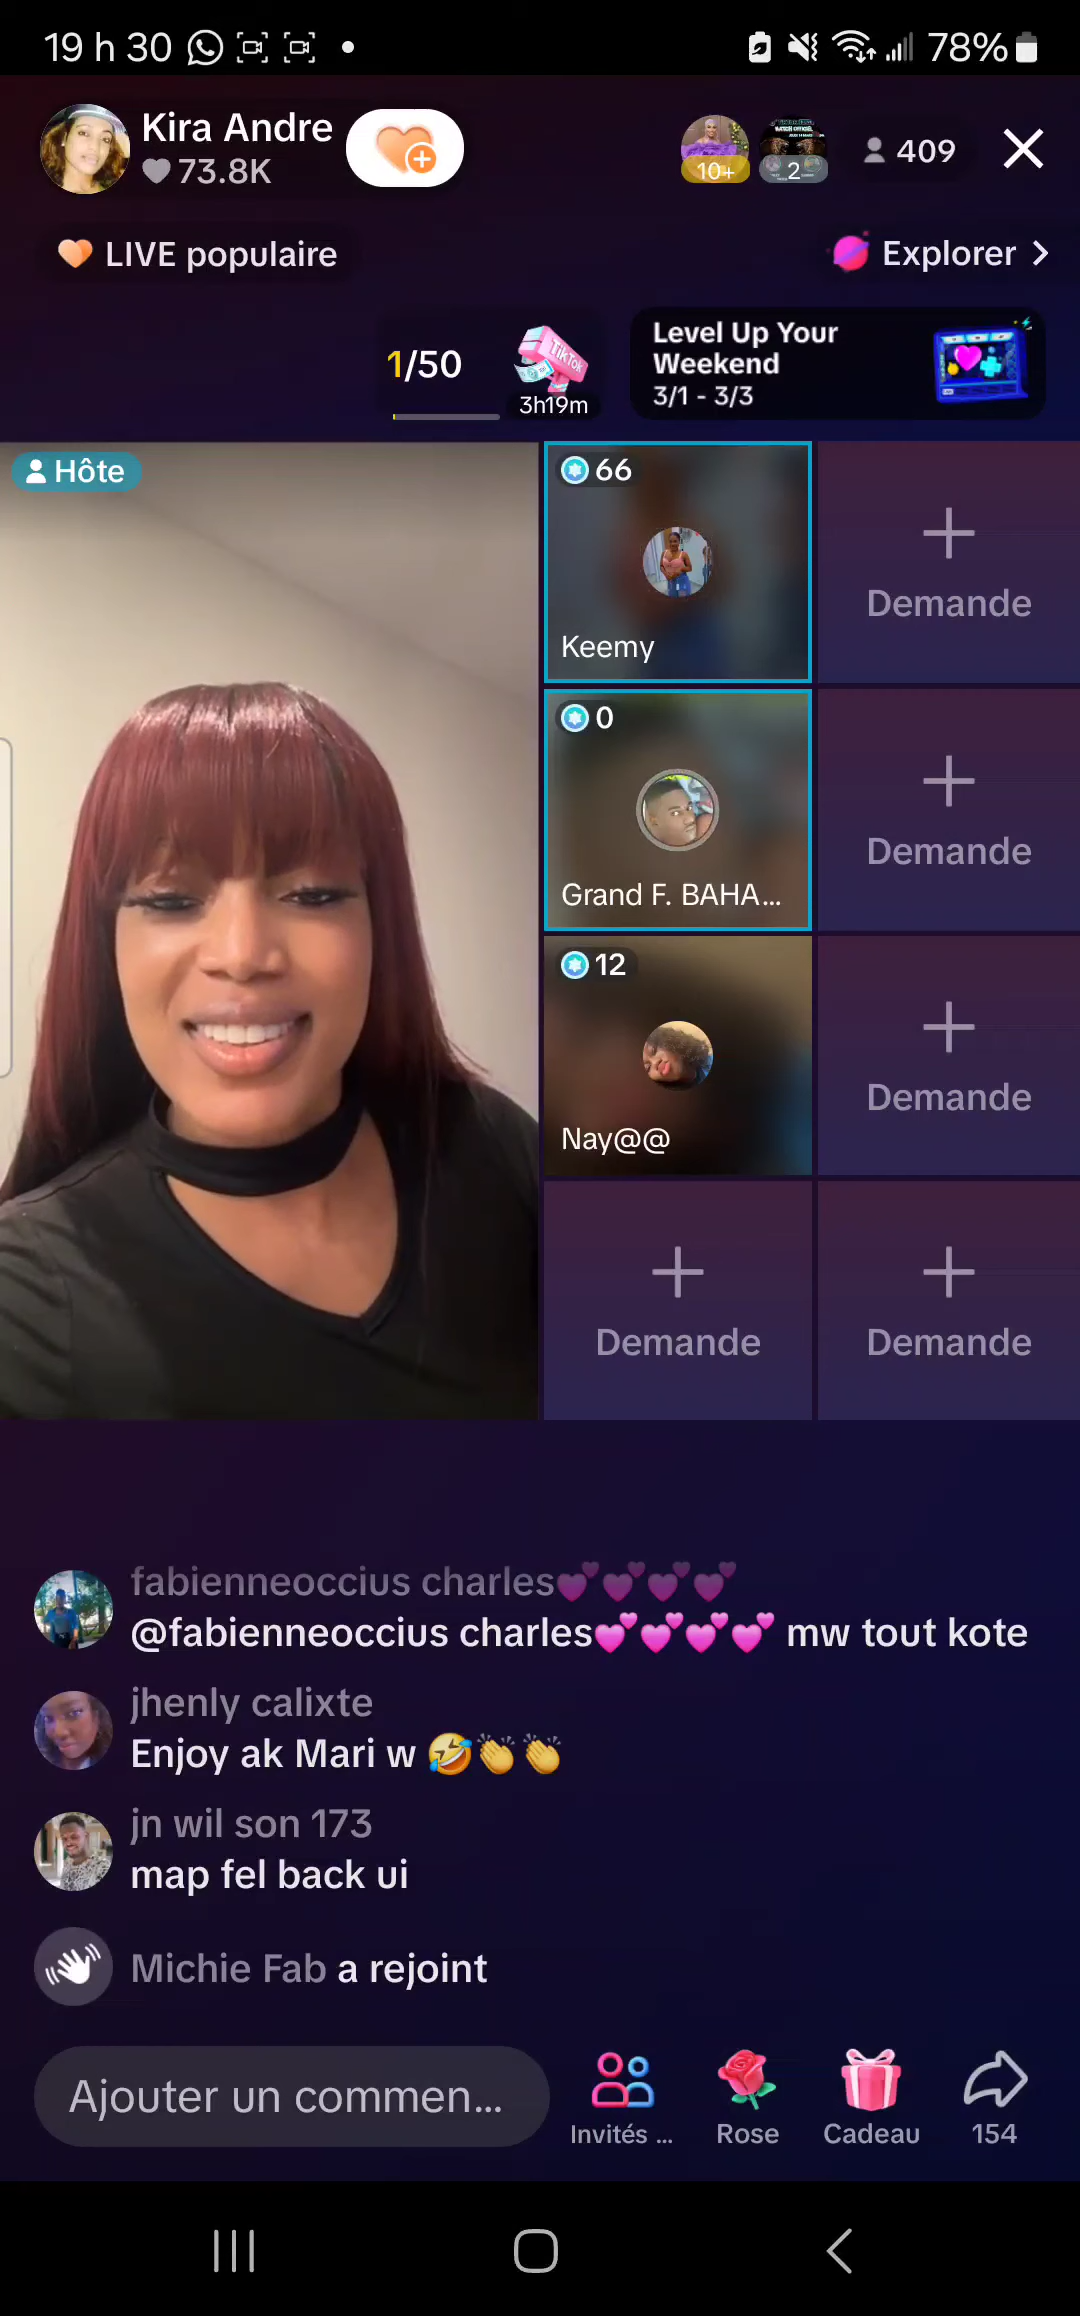 19 h 30
78%
Kira Andre
73.8K
10+
2
409
LIVE populaire
Explorer
1/50
TikTok
3h19m
Level Up Your
Weekend
3/1 - 3/3
Hôte
66
Keemy
Demande
0
Grand F. BAHA...
Demande
12
Nay@@
Demande
Demande
Demande
fabienneoccius charles💕💕💕💕
@fabienneoccius charles💕💕💕💕 mw tout kote
jhenly calixte
Enjoy ak Mari w 🤣👏👏
jn wil son 173
map fel back ui
Michie Fab a rejoint
Ajouter un commen...
Invités ...
Rose
Cadeau
154